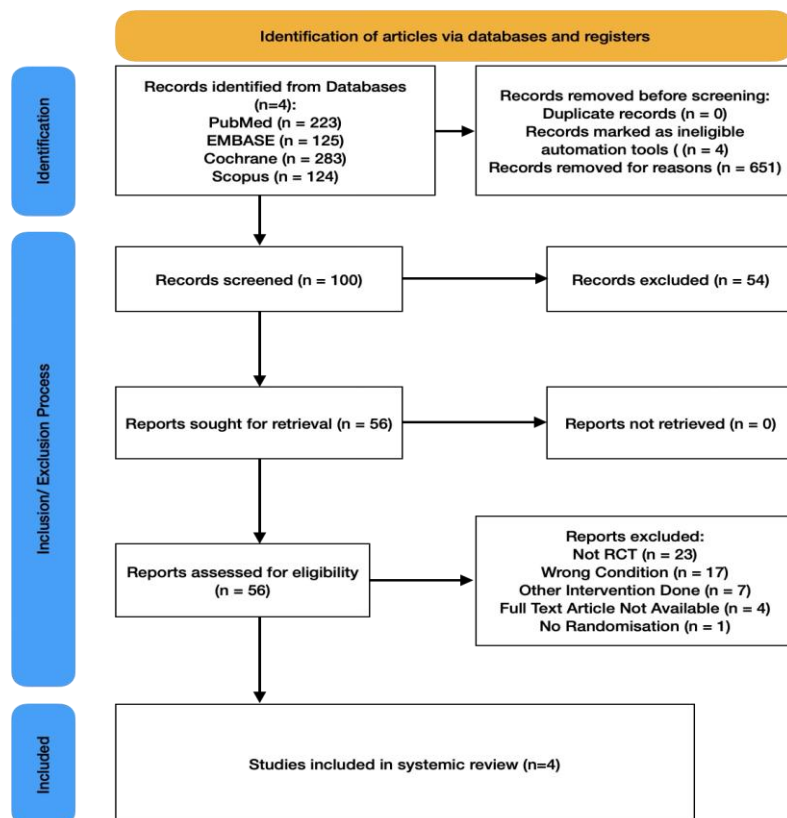 Identification of articles via databases and registers
Identification
Records identified from Databases
(n=4):
PubMed (n = 223)
EMBASE (n = 125)
Cochrane (n = 283)
Scopus (n = 124)
Records removed before screening:
Duplicate records (n = 0)
Records marked as ineligible
automation tools ( (n = 4)
Records removed for reasons (n = 651)
Inclusion/ Exclusion Process
Records screened (n = 100)
Records excluded (n = 54)
Reports sought for retrieval (n = 56)
Reports not retrieved (n = 0)
Reports assessed for eligibility
(n = 56)
Reports excluded:
Not RCT (n = 23)
Wrong Condition (n = 17)
Other Intervention Done (n = 7)
Full Text Article Not Available (n = 4)
No Randomisation (n = 1)
Included
Studies included in systemic review (n=4)